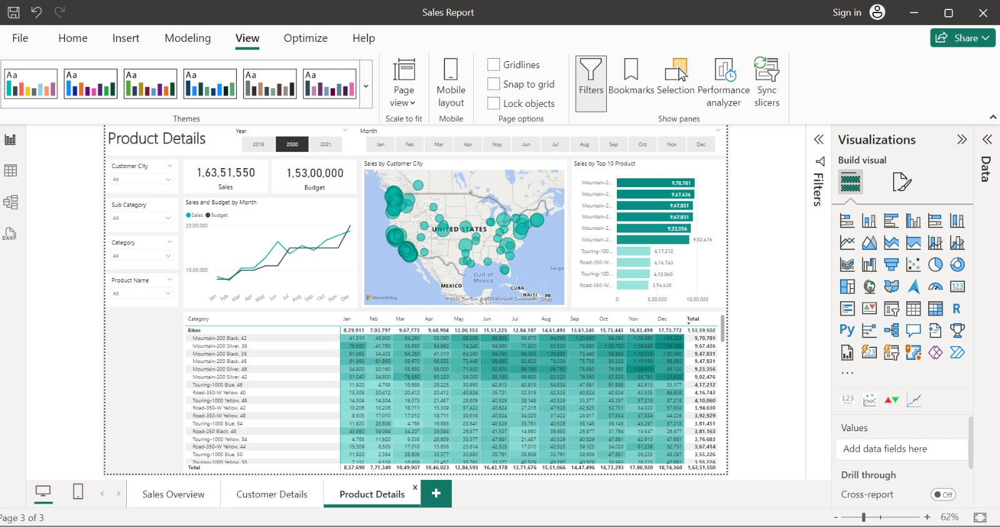 Sales Report
Sign in
File Home Insert Modeling View Optimize Help
Share
Aa Aa Aa Aa Aa Aa
Page view
Mobile layout
Gridlines
Snap to grid
Lock objects
Filters
Bookmarks
Selection
Performance analyzer
Sync slicers
Themes
Scale to fit
Mobile
Page options
Show panes
Product Details
Year
2019 2020 2021
Month
Jan Feb Mar Apr May Jun Jul Aug Sep Oct Nov Dec
Customer City
All
Sub Category
All
Category
All
Product Name
All
1,63,51,550
Sales
1,53,00,000
Budget
Sales and Budget by Month
Sales Budget
20,00,000
10,00,000
Jan Feb Mar Apr May Jun Jul Aug Sep Oct Nov Dec
Sales by Customer City
UNITED STATES
Gulf of
Mexico
MEXICO
CUBA
HAITI
PR
Sarga
Microsoft Bing
© 2024 TomTom, © 2024 Microsoft Corporation Terms
Sales by Top 10 Product
Mountain-2... 9,70,781
Mountain-2... 9,67,436
Mountain-2... 9,47,831
Mountain-2... 9,47,831
Mountain-2... 9,23,356
Mountain-2... 9,02,476
Touring-100... 4,17,212
Road-350-W... 4,16,743
Touring-100... 4,10,060
Road-350-W... 3,94,630
0 5,00,000 10,00,000
Category Jan Feb Mar Apr May Jun Jul Aug Sep Oct Nov Dec Total
Bikes 8,29,911 7,03,797 9,67,773 9,68,904 12,00,153 15,51,225 12,84,187 14,61,493 13,61,345 15,73,443 16,83,498 17,73,772 1,53,59,502
Mountain-200 Black, 42 41,310 45,900 64,260 55,080 89,505 98,685 59,670 94,095 1,00,980 94,095 1,00,980 1,26,224 9,70,781
Mountain-200 Silver, 38 76,560 41,760 55,680 64,960 74,240 64,960 71,920 83,520 78,880 1,06,720 1,09,040 1,39,199 9,67,436
Mountain-200 Black, 38 61,965 34,425 64,260 41,310 64,260 94,095 94,095 1,00,980 73,440 98,685 1,19,339 1,00,980 9,47,831
Mountain-200 Black, 46 61,965 61,965 59,670 66,555 73,440 98,685 82,620 78,030 75,735 80,325 1,10,160 98,685 9,47,831
Mountain-200 Silver, 46 34,800 30,160 55,680 58,000 71,920 92,800 99,760 99,760 78,880 76,560 1,29,919 95,120 9,23,356
Mountain-200 Silver, 42 51,040 34,800 76,560 60,320 58,000 88,160 69,600 83,520 76,560 83,520 99,760 1,20,639 9,02,476
Touring-1000 Blue, 46 11,920 4,768 16,688 26,225 30,993 42,913 42,913 54,834 47,681 61,986 42,913 33,377 4,17,212
Road-350-W Yellow, 40 15,309 20,412 20,412 20,412 40,824 35,721 32,319 42,525 40,824 40,824 42,525 64,638 4,16,743
Touring-1000 Yellow, 46 14,304 14,304 19,073 21,457 28,609 40,529 38,145 40,529 33,377 45,297 57,218 57,218 4,10,060
Road-350-W Yellow, 42 10,206 10,206 18,711 15,309 37,422 40,824 27,216 47,628 42,525 52,731 34,020 57,834 3,94,630
Road-350-W Yellow, 48 8,505 17,010 17,010 18,711 30,618 40,824 34,020 37,422 28,917 57,834 57,834 44,226 3,92,929
Touring-1000 Blue, 54 11,920 28,609 4,768 16,688 23,841 40,529 35,761 40,529 38,145 38,145 45,297 57,218 3,81,451
Road-250 Black, 48 43,980 39,094 34,207 39,094 26,877 41,537 14,660 36,650 26,877 31,764 19,547 26,877 3,81,163
Touring-1000 Yellow, 54 4,768 11,920 9,536 28,609 33,377 47,681 21,457 40,529 40,529 47,681 42,913 47,681 3,76,683
Road-350-W Yellow, 44 15,309 8,505 17,010 13,608 23,814 42,525 17,010 42,525 39,123 34,020 61,236 52,731 3,67,414
Touring-1000 Blue, 50 11,920 2,384 28,609 33,377 30,993 35,761 28,609 35,761 28,609 47,681 26,225 45,297 3,55,226
Touring-1000 Yellow, 50 7,152 9,536 16,688 21,457 35,761 33,377 40,529 45,297 40,529 30,993 26,225 47,681 3,55,226
Total 8,57,690 7,71,349 10,49,907 10,46,023 12,84,593 16,43,178 13,71,676 15,51,066 14,47,496 16,73,293 17,80,920 18,74,360 1,63,51,550
Filters
Visualizations
Build visual
123
R
Py
123
...
123
Values
Add data fields here
Drill through
Cross-report Off
Data
DAX
Sales Overview Customer Details Product Details x +
Page 3 of 3
- + 62%